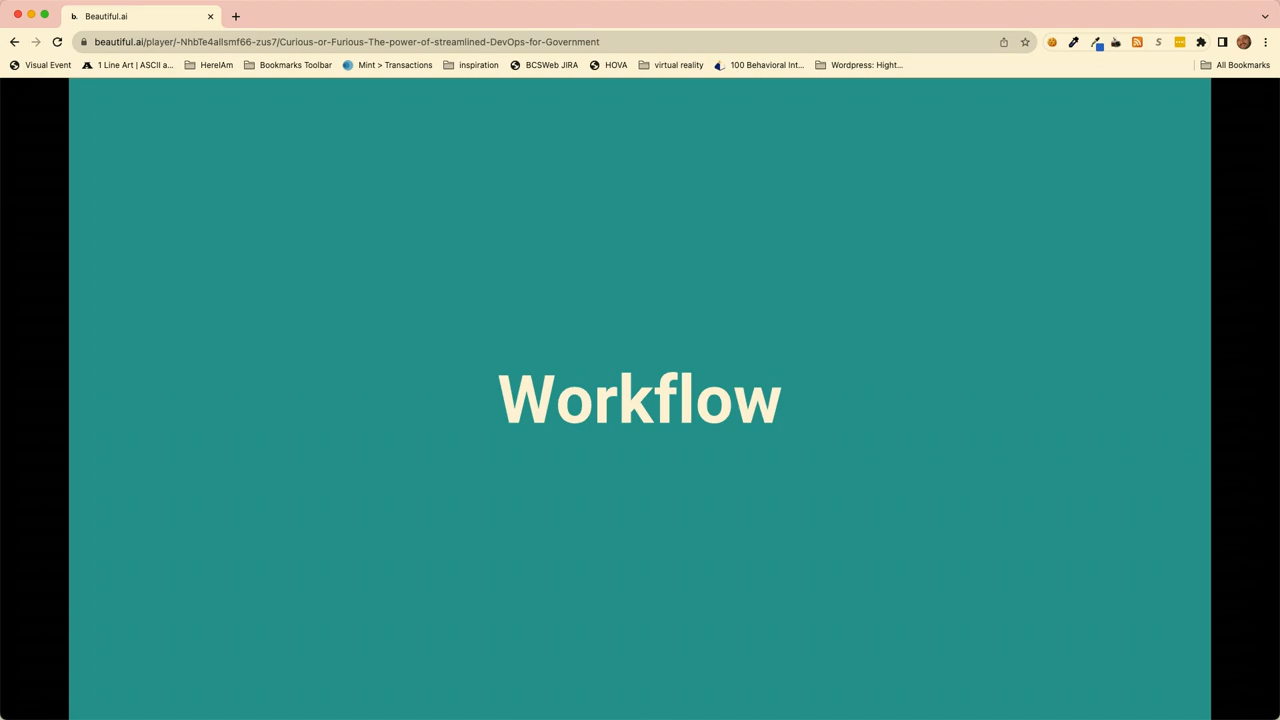 b. Beautiful.ai
beautiful.ai/player/-NhbTe4aIlsmf66-zus7/Curious-or-Furious-The-power-of-streamlined-DevOps-for-Government
Visual Event 1 Line Art | ASCII a... HereIAm Bookmarks Toolbar Mint > Transactions inspiration BCSWeb JIRA HOVA virtual reality 100 Behavioral Int... Wordpress: Hight... All Bookmarks
Workflow